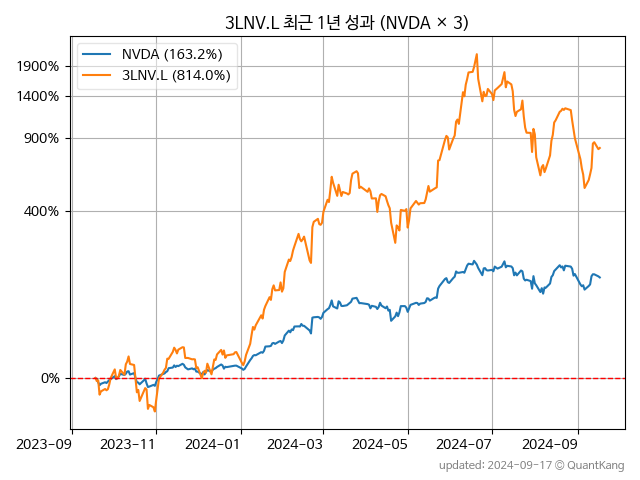 3LNV.L 최근 1년 성과 (NVDA × 3)
NVDA (163.2%)
3LNV.L (814.0%)
1900%
1400%
900%
400%
0%
2023-09 2023-11 2024-01 2024-03 2024-05 2024-07 2024-09
updated: 2024-09-17 © QuantKang